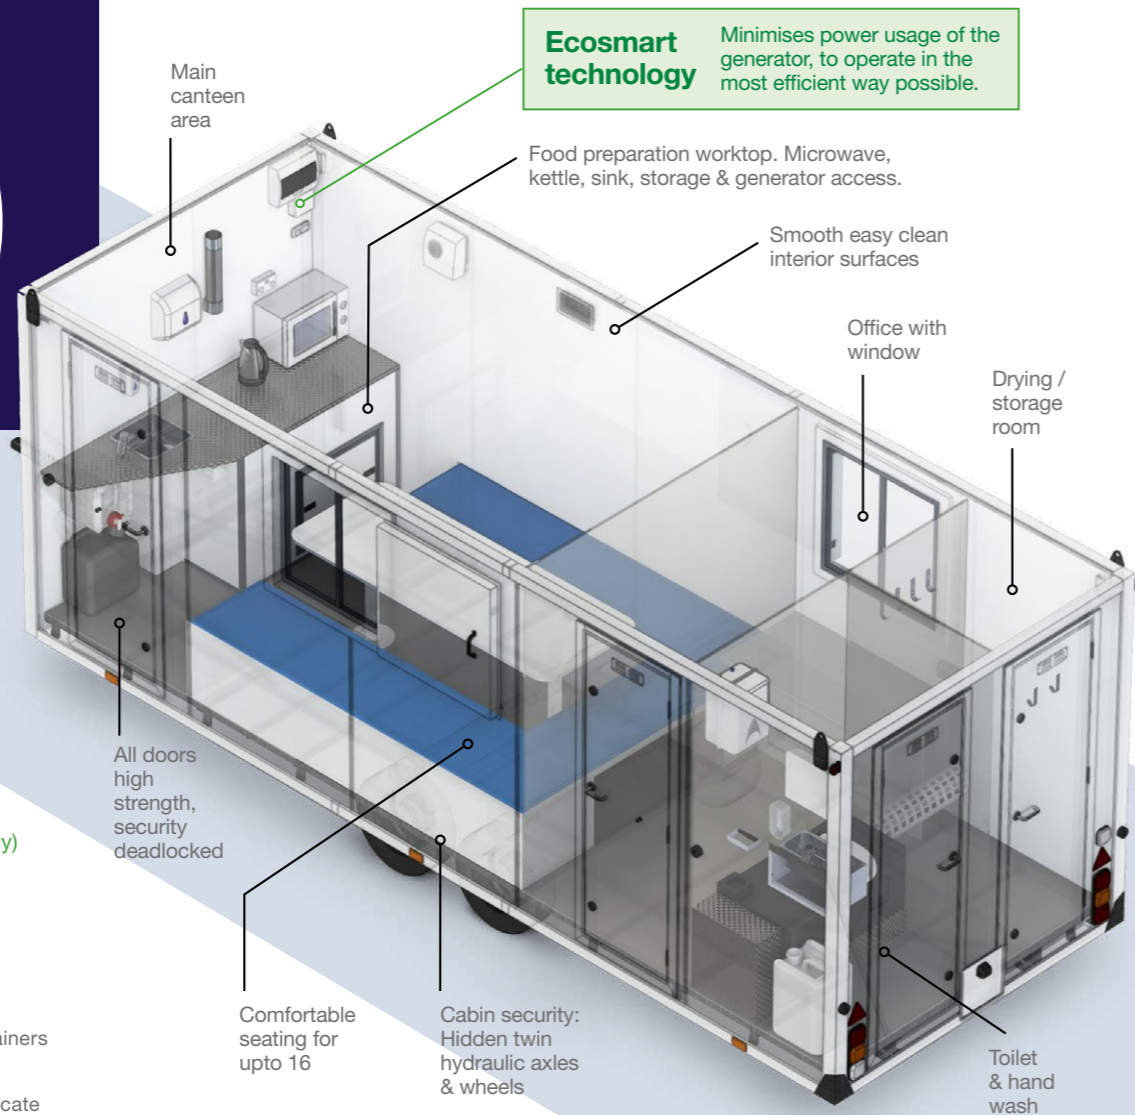 Ecosmart
technology
Minimises power usage of the
generator, to operate in the
most efficient way possible.
Main
canteen
area
Food preparation worktop. Microwave,
kettle, sink, storage & generator access.
Smooth easy clean
interior surfaces
Office with
window
Drying /
storage
room
All doors
high
strength,
security
deadlocked
y)
Comfortable
seating for
upto 16
Cabin security:
Hidden twin
hydraulic axles
& wheels
Toilet
& hand
wash
ainers
cate